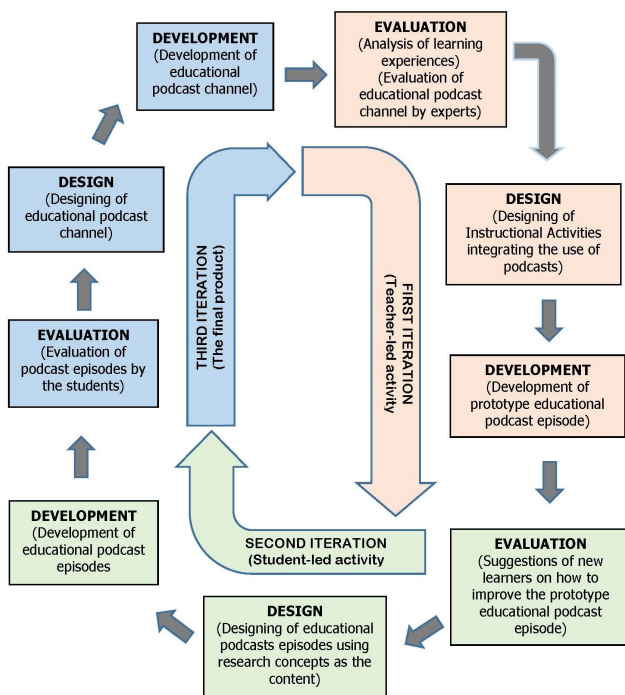 DEVELOPMENT
(Development of
educational
podcast channel)
EVALUATION
(Analysis of learning
experiences)
(Evaluation of
educational podcast
channel by experts)
DESIGN
(Designing of
educational podcast
channel)
DESIGN
(Designing of
Instructional Activities
integrating the use of
podcasts)
THIRD ITERATION
(The final product)
FIRST ITERATION
(Teacher-led activity
EVALUATION
(Evaluation of
podcast episodes by
the students)
DEVELOPMENT
(Development of
prototype educational
podcast episode)
DEVELOPMENT
(Development of
educational podcast
episodes
SECOND ITERATION
(Student-led activity
EVALUATION
(Suggestions of new
learners on how to
improve the prototype
educational podcast
episode)
DESIGN
(Designing of educational
podcasts episodes using
research concepts as the
content)